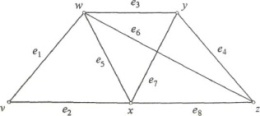 w e₃ y
e₆
e₁ e₅ e₄
e₇
v e₂ x e₈ z